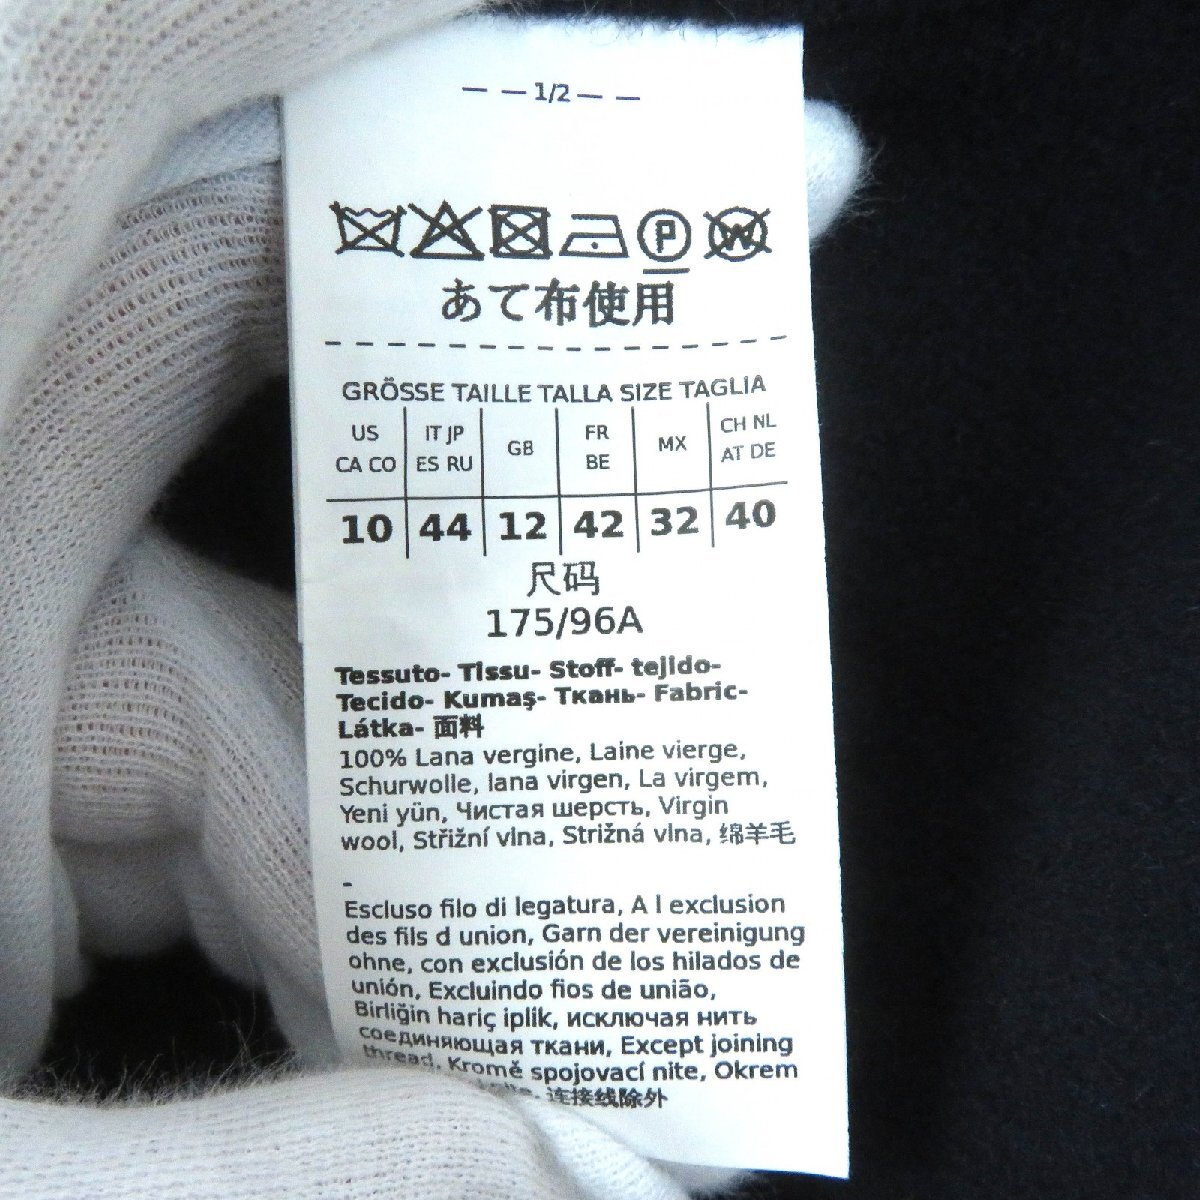 — — 1/2 — —
P W
あて布使用
GRÖSSE TAILLE TALLA SIZE TAGLIA
US CA CO IT JP ES RU GB FR BE MX CH NL AT DE
10 44 12 42 32 40
尺码
175/96A
Tessuto- Tissu- Stoff- tejido-
Tecido- Kumaş- Ткань- Fabric-
Látka- 面料
100% Lana vergine, Laine vierge,
Schurwolle, lana virgen, La virgem,
Yeni yün, Чистая шерсть, Virgin
wool, Střižní vlna, Strižná vlna, 绵羊毛
-
Escluso filo di legatura, A l exclusion
des fils d union, Garn der vereinigung
ohne, con exclusión de los hilados de
unión, Excluindo fios de união,
Birliğin hariç iplik, исключая нить
соединяющая ткани, Except joining
thread, Kromě spojovací nite, Okrem
连接线除外